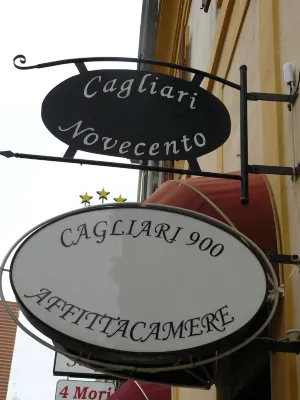 Cagliari
Novecento
CAGLIARI 900
AFFITTACAMERE
4 Mori